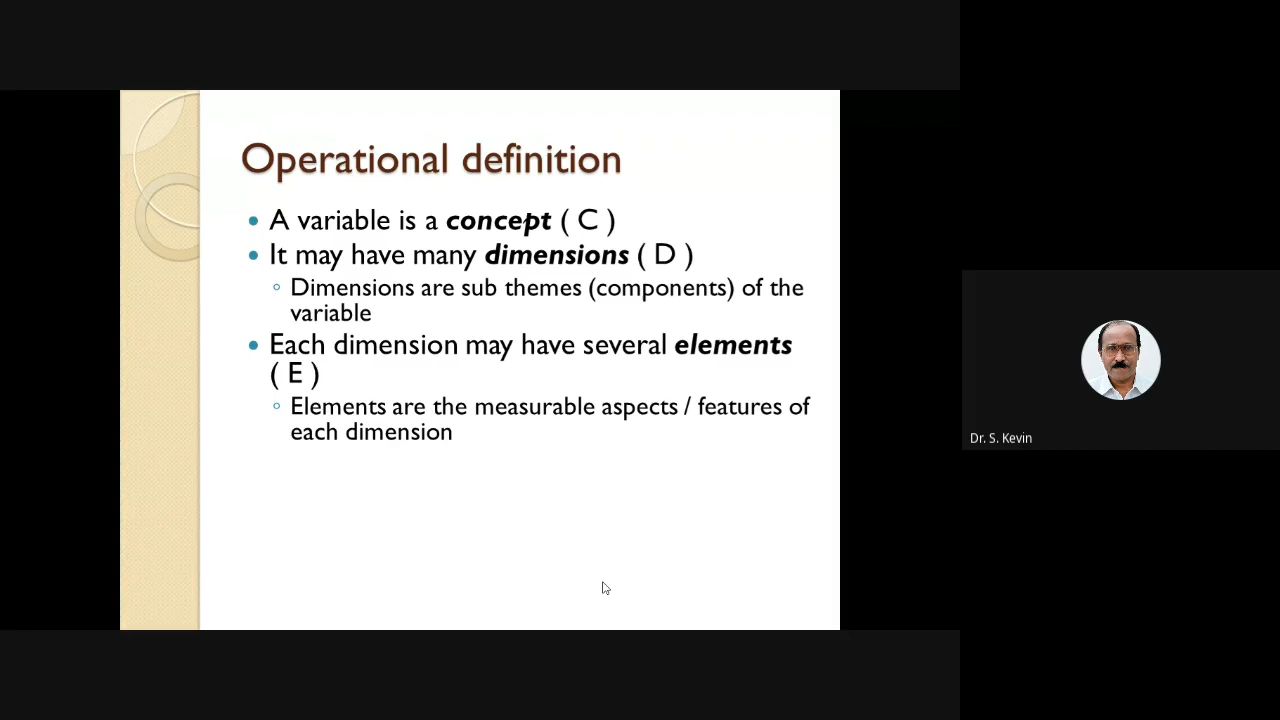 Operational definition
• A variable is a concept ( C )
• It may have many dimensions ( D )
◦ Dimensions are sub themes (components) of the
variable
• Each dimension may have several elements
( E )
◦ Elements are the measurable aspects / features of
each dimension
Dr. S. Kevin